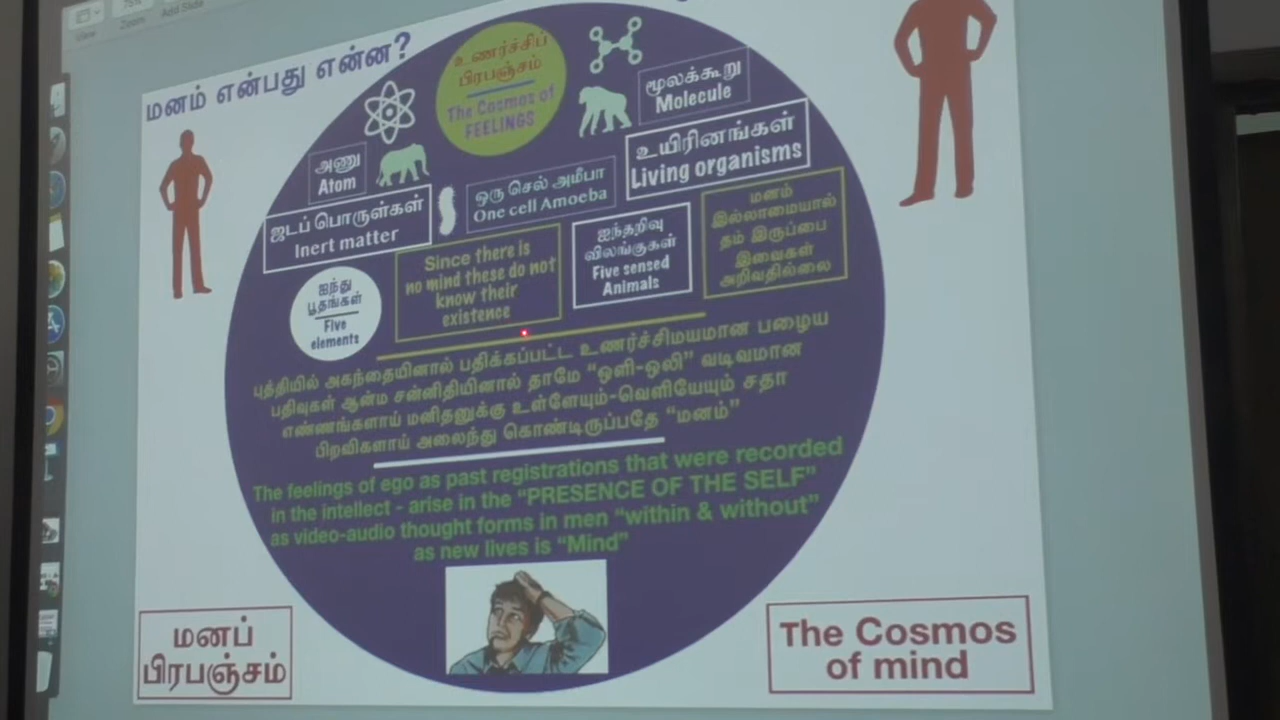 75%
Zoom
Add Slide
மனம் என்பது என்ன?
உணர்ச்சிப்
பிரபஞ்சம்
The Cosmos of
FEELINGS
மூலக்கூறு
Molecule
அணு
Atom
உயிரினங்கள்
Living organisms
ஒரு செல் அமீபா
One cell Amoeba
ஜடப் பொருள்கள்
Inert matter
மனம்
இல்லாமையால்
தம் இருப்பை
இவைகள்
அறிவதில்லை
ஐந்தறிவு
விலங்குகள்
Five sensed
Animals
Since there is
no mind these do not
know their
existence
ஐந்து
பூதங்கள்
Five
elements
புத்தியில் அகந்தையினால் பதிக்கப்பட்ட உணர்ச்சிமயமான பழைய
பதிவுகள் ஆன்ம சன்னிதியினால் தாமே “ஒளி-ஒலி” வடிவமான
எண்ணங்களாய் மனிதனுக்கு உள்ளேயும்-வெளியேயும் சதா
பிறவிகளாய் அலைந்து கொண்டிருப்பதே “மனம்”
The feelings of ego as past registrations that were recorded
in the intellect - arise in the “PRESENCE OF THE SELF”
as video-audio thought forms in men “within & without”
as new lives is “Mind”
மனப்
பிரபஞ்சம்
The Cosmos
of mind